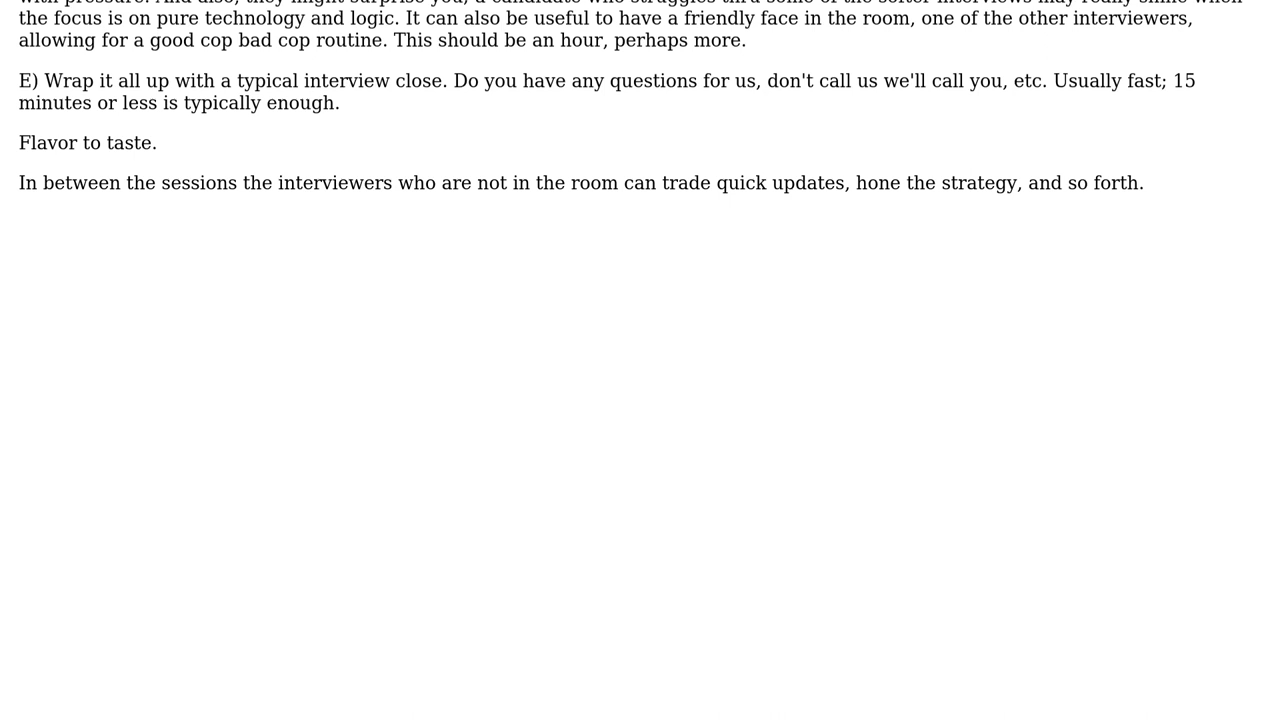 the focus is on pure technology and logic. It can also be useful to have a friendly face in the room, one of the other interviewers,
allowing for a good cop bad cop routine. This should be an hour, perhaps more.
E) Wrap it all up with a typical interview close. Do you have any questions for us, don't call us we'll call you, etc. Usually fast; 15
minutes or less is typically enough.
Flavor to taste.
In between the sessions the interviewers who are not in the room can trade quick updates, hone the strategy, and so forth.